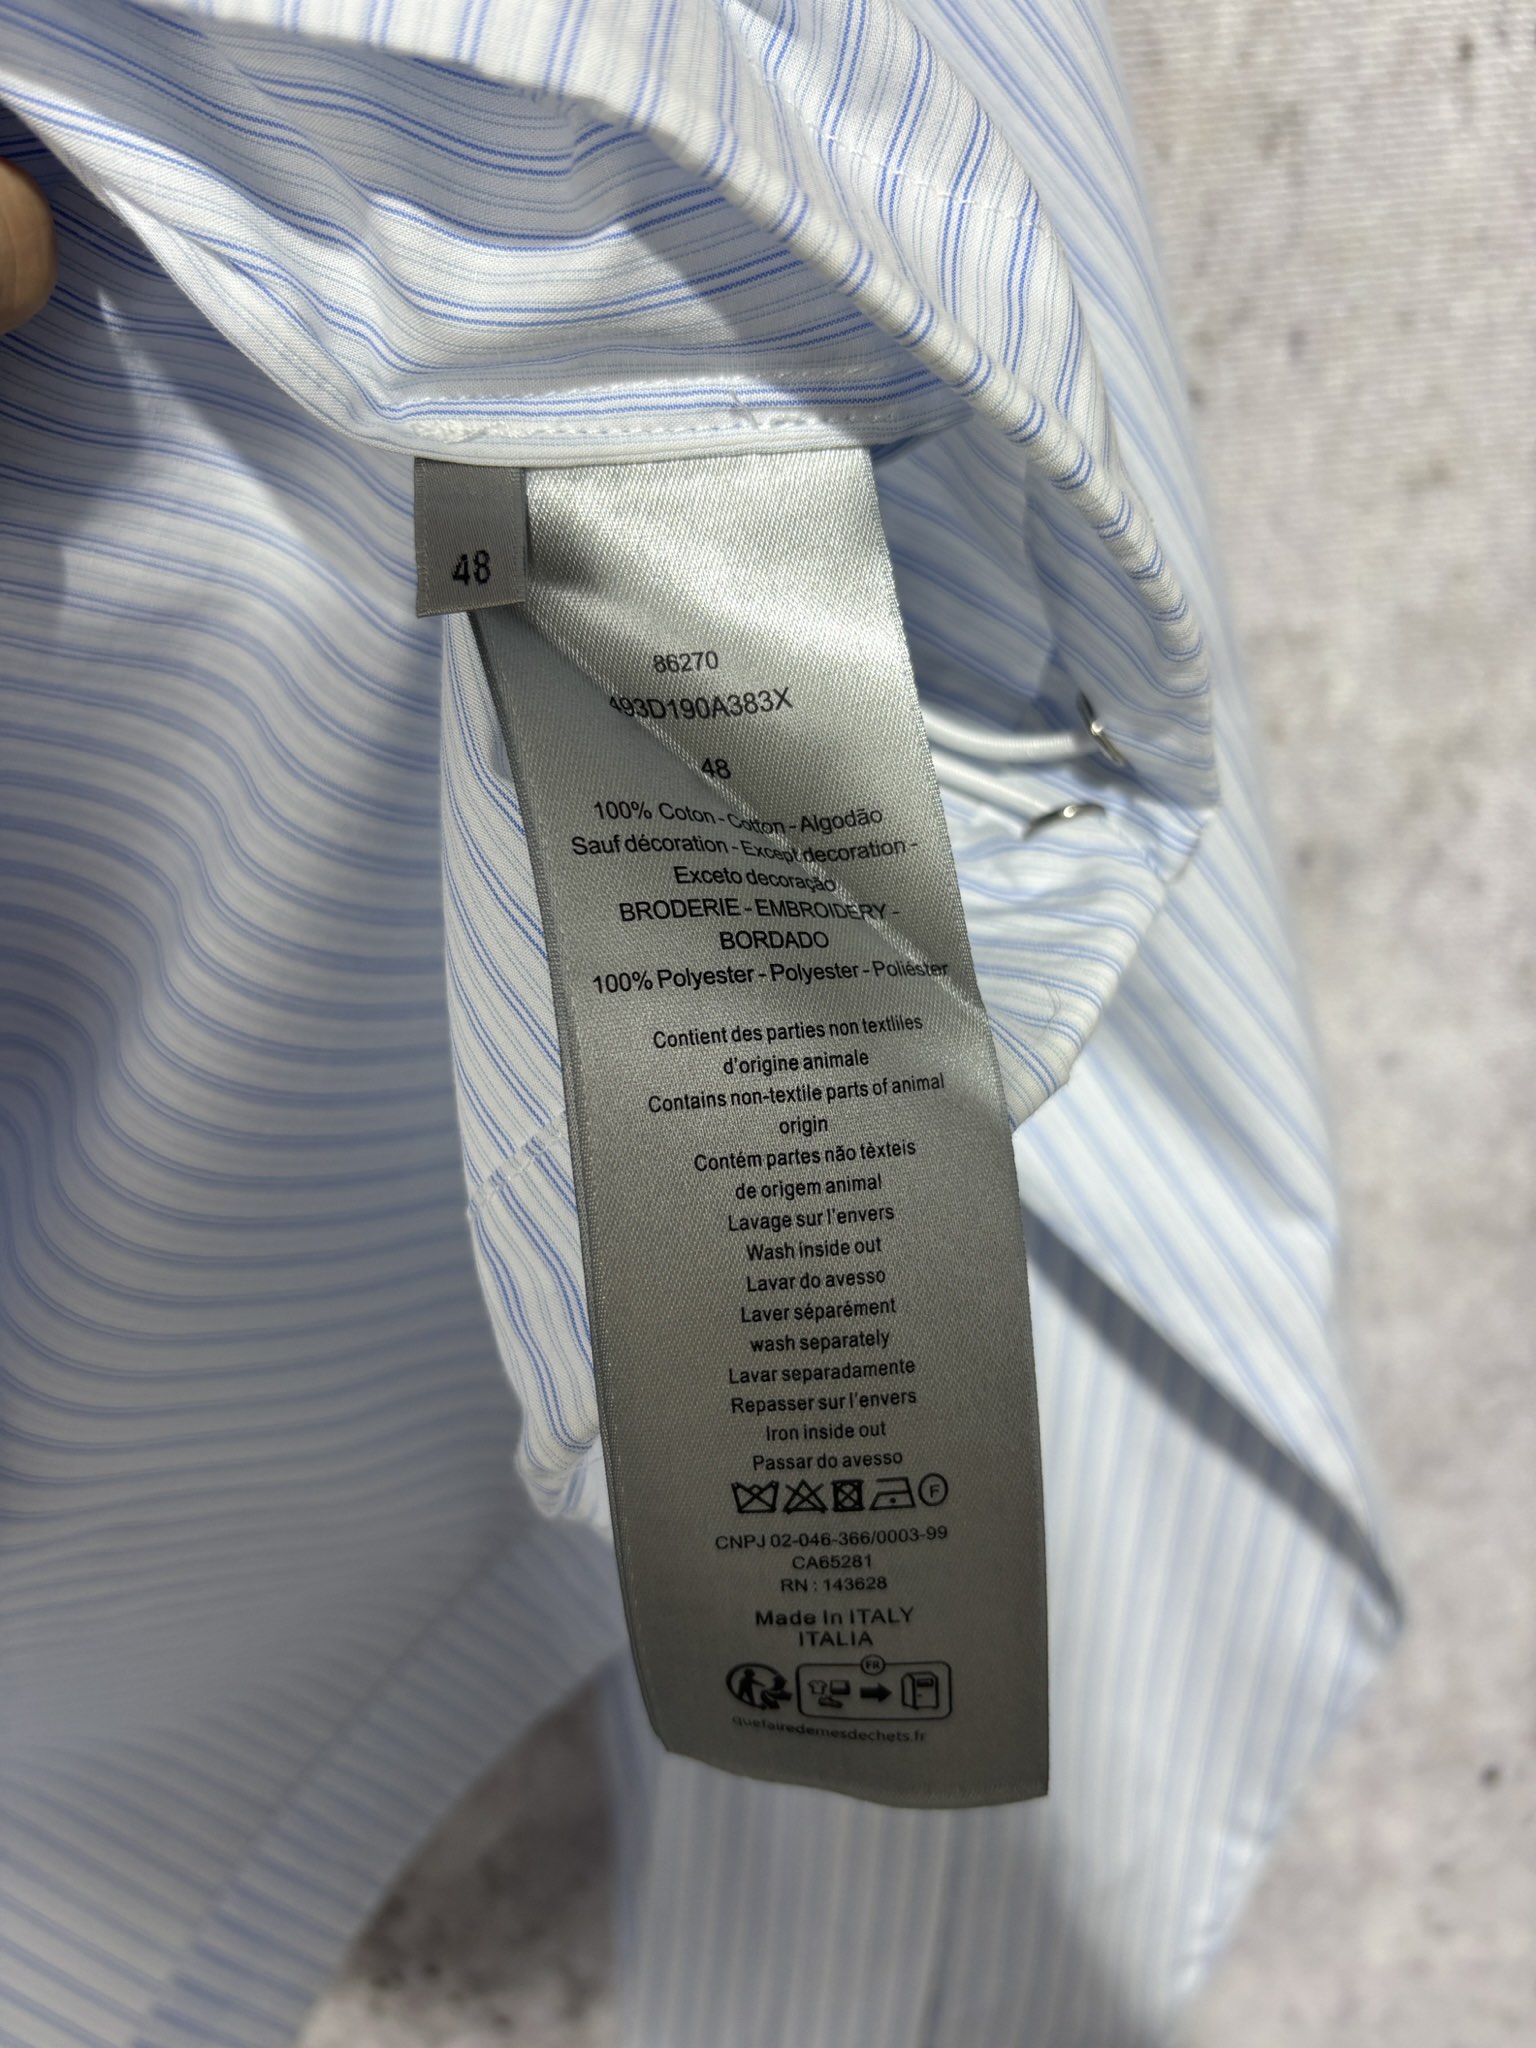 48
86270
493D190A383X
48
100% Coton - Cotton - Algodão
Sauf décoration - Except decoration -
Exceto decoração
BRODERIE - EMBROIDERY -
BORDADO
100% Polyester - Polyester - Poliéster
Contient des parties non textliles
d'origine animale
Contains non-textile parts of animal
origin
Contém partes não tèxteis
de origem animal
Lavage sur l'envers
Wash inside out
Lavar do avesso
Laver séparément
wash separately
Lavar separadamente
Repasser sur l'envers
Iron inside out
Passar do avesso
F
CNPJ 02-046-366/0003-99
CA65281
RN : 143628
Made In ITALY
ITALIA
FR
quefairedemesdechets.fr